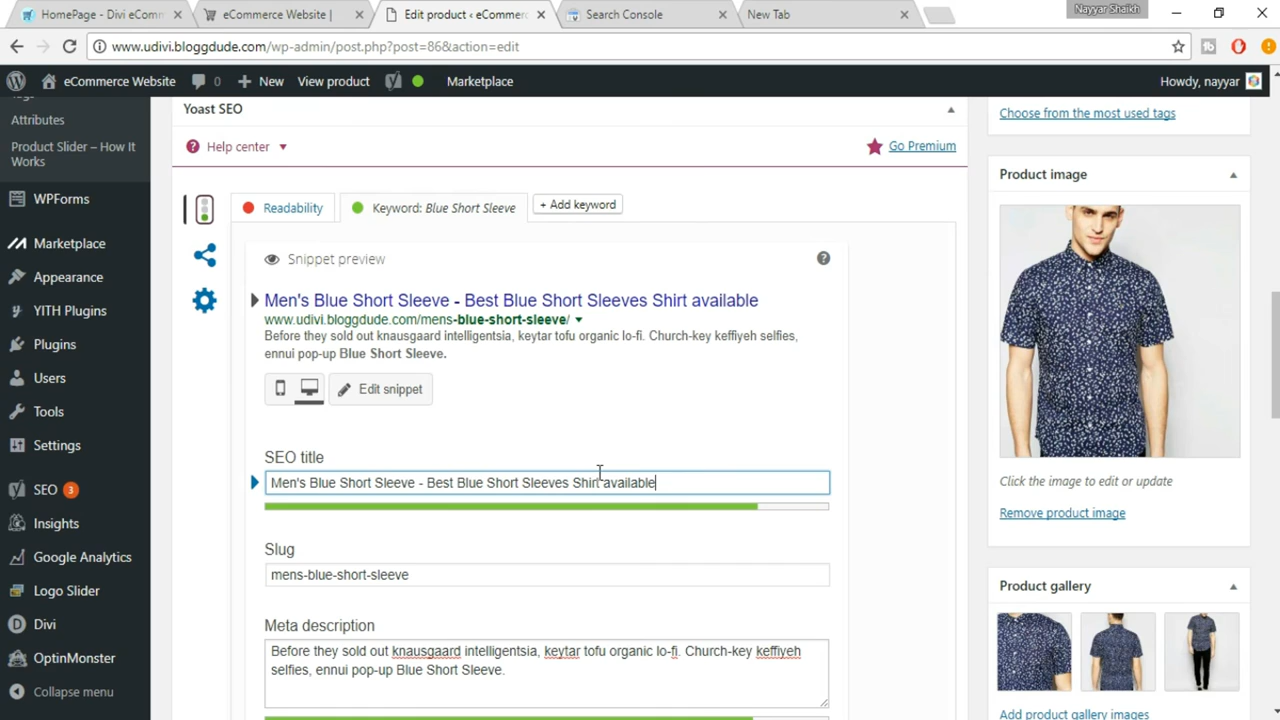 HomePage - Divi eComm
eCommerce Website |
Edit product ‹ eCommerc
Search Console
New Tab
Nayyar Shaikh
www.udivi.bloggdude.com/wp-admin/post.php?post=86&action=edit
eCommerce Website
0
New
View product
Marketplace
Howdy, nayyar
Tags
Attributes
Product Slider – How It
Works
WPForms
Marketplace
Appearance
YITH Plugins
Plugins
Users
Tools
Settings
SEO 3
Insights
Google Analytics
Logo Slider
Divi
OptinMonster
Collapse menu
Yoast SEO
Help center
Go Premium
Readability
Keyword: Blue Short Sleeve
+ Add keyword
Snippet preview
Men's Blue Short Sleeve - Best Blue Short Sleeves Shirt available
www.udivi.bloggdude.com/mens-blue-short-sleeve/
Before they sold out knausgaard intelligentsia, keytar tofu organic lo-fi. Church-key keffiyeh selfies,
ennui pop-up Blue Short Sleeve.
Edit snippet
SEO title
Men's Blue Short Sleeve - Best Blue Short Sleeves Shirt available
Slug
mens-blue-short-sleeve
Meta description
Before they sold out knausgaard intelligentsia, keytar tofu organic lo-fi. Church-key keffiyeh
selfies, ennui pop-up Blue Short Sleeve.
Choose from the most used tags
Product image
Click the image to edit or update
Remove product image
Product gallery
Add product gallery images